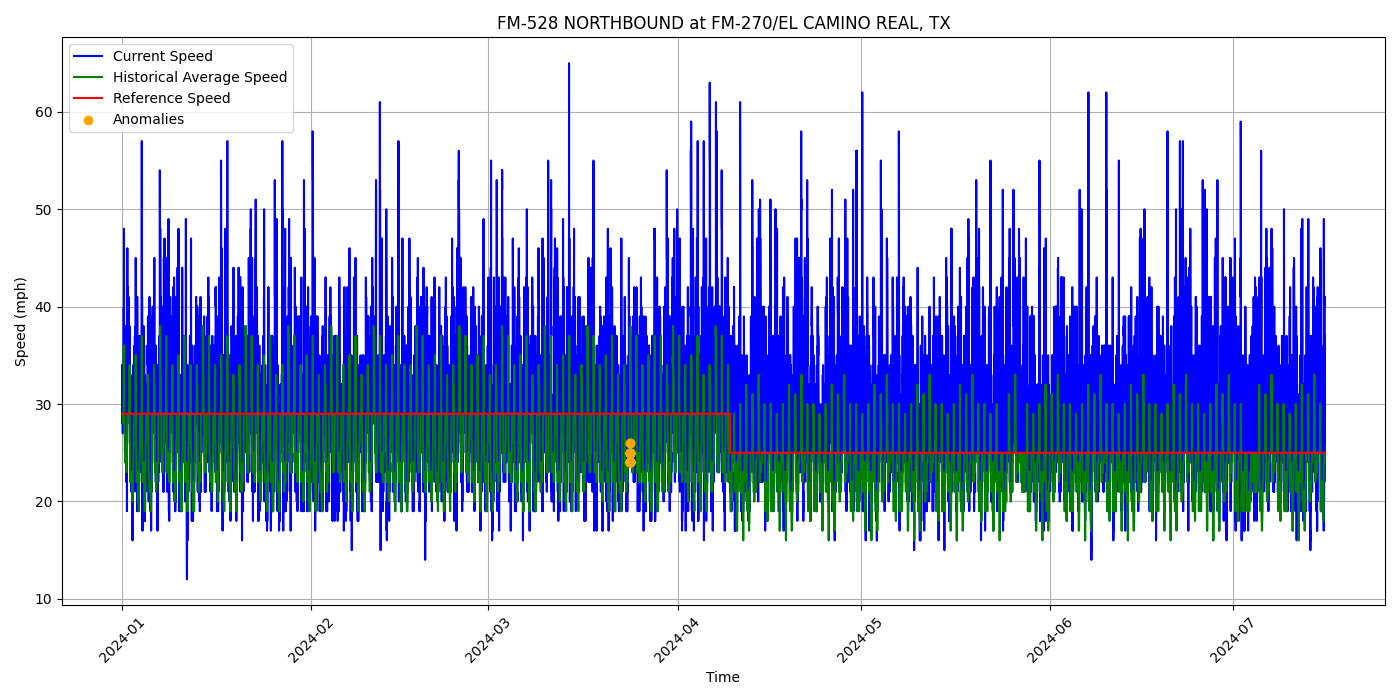 FM-528 NORTHBOUND at FM-270/EL CAMINO REAL, TX
Current Speed
Historical Average Speed
Reference Speed
Anomalies
Speed (mph)
60
50
40
30
20
10
2024-01
2024-02
2024-03
2024-04
2024-05
2024-06
2024-07
Time